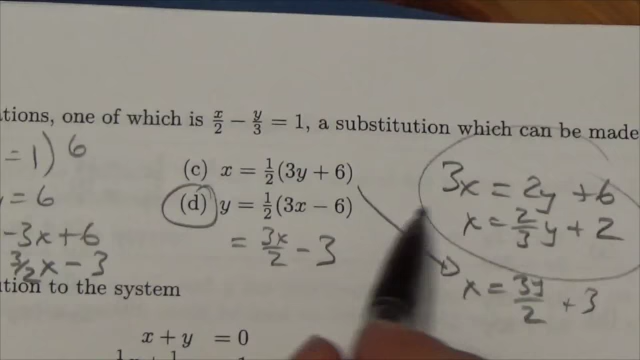 ations, one of which is x/2 − y/3 = 1, a substitution which can be made
= 1) 6
= 6
-3x + 6
3/2x - 3
(c) x = 1/2(3y + 6)
(d) y = 1/2(3x − 6)
= 3x/2 - 3
3x = 2y + 6
x = 2/3y + 2
x = 3y/2 + 3
ution to the system
x + y = 0